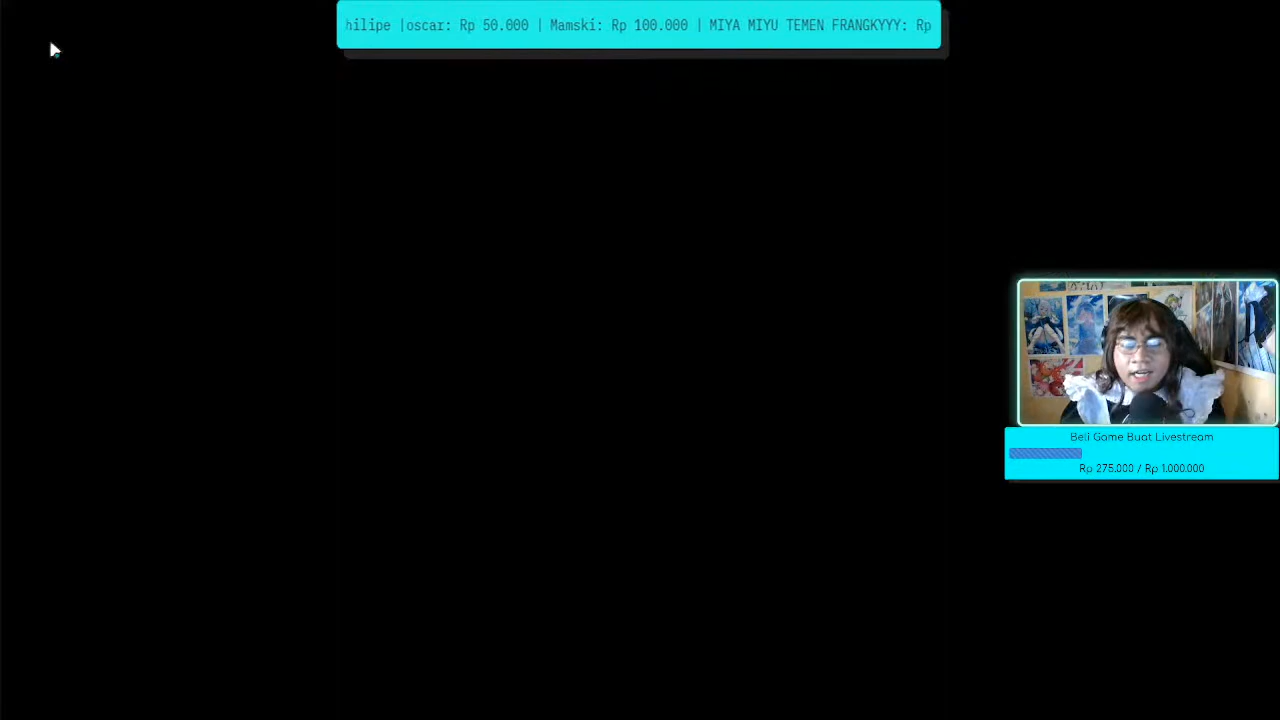 hilipe |oscar: Rp 50.000 | Mamski: Rp 100.000 | MIYA MIYU TEMEN FRANGKYYY: Rp
Beli Game Buat Livestream
Rp 275.000 / Rp 1.000.000